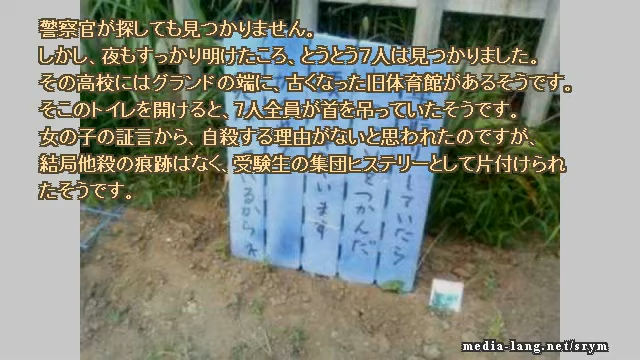 警察官が探しても見つかりません。
しかし、夜もすっかり明けたころ、とうとう7人は見つかりました。
その高校にはグランドの端に、古くなった旧体育館があるそうです。
そこのトイレを開けると、7人全員が首を吊っていたそうです。
女の子の証言から、自殺する理由がないと思われたのですが、
結局他殺の痕跡はなく、受験生の集団ヒステリーとして片付けられ
たそうです。
していたら
をつかんだ
います
るからね
media-lang.net/srym